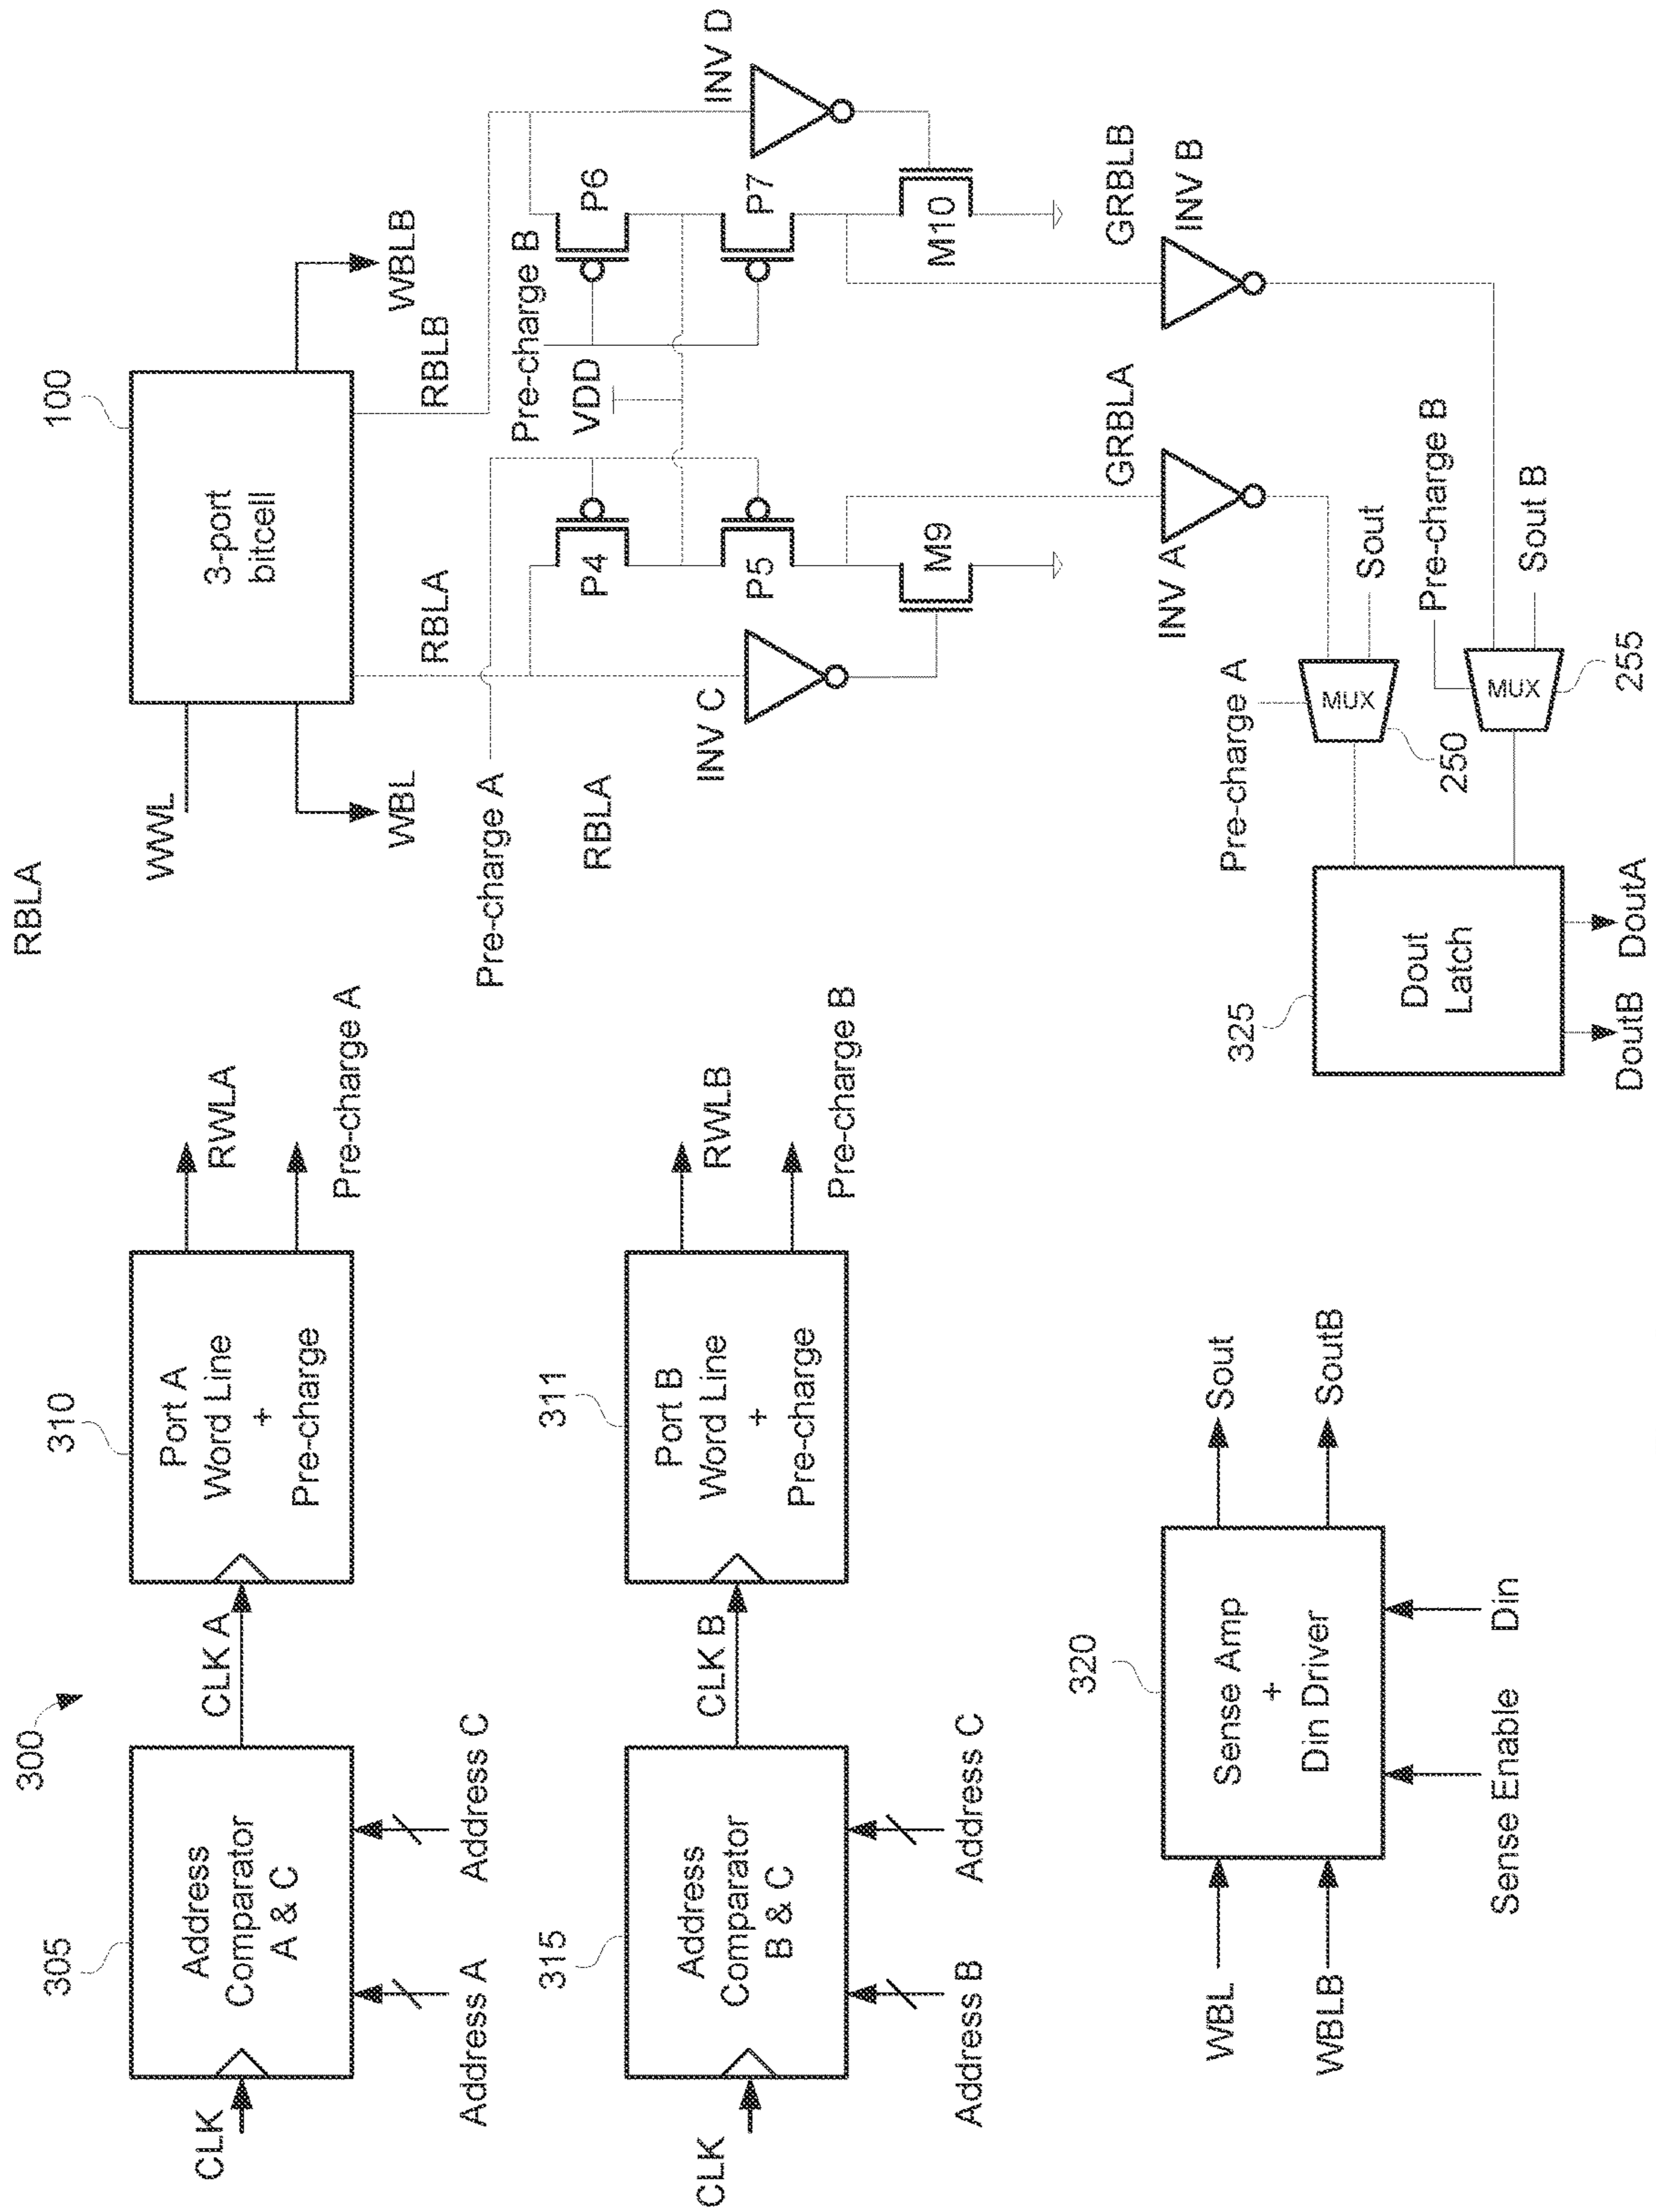 300
305
Address
Comparator
A & C
CLK
Address A
Address C
CLK A
310
Port A
Word Line
+
Pre-charge
RWLA
Pre-charge A
315
Address
Comparator
B & C
CLK
Address B
Address C
CLK B
311
Port B
Word Line
+
Pre-charge
RWLB
Pre-charge B
320
Sense Amp
+
Din Driver
WBL
WBLB
Sense Enable
Din
Sout
SoutB
RBLA
100
3-port
bitcell
WWL
WBL
WBLB
RBLA
RBLB
Pre-charge A
Pre-charge B
VDD
RBLA
P4
P6
INV C
P5
P7
INV D
M9
M10
GRBLA
GRBLB
INV A
INV B
Pre-charge A
Sout
Pre-charge B
Sout B
MUX
250
MUX
255
325
Dout
Latch
DoutB
DoutA